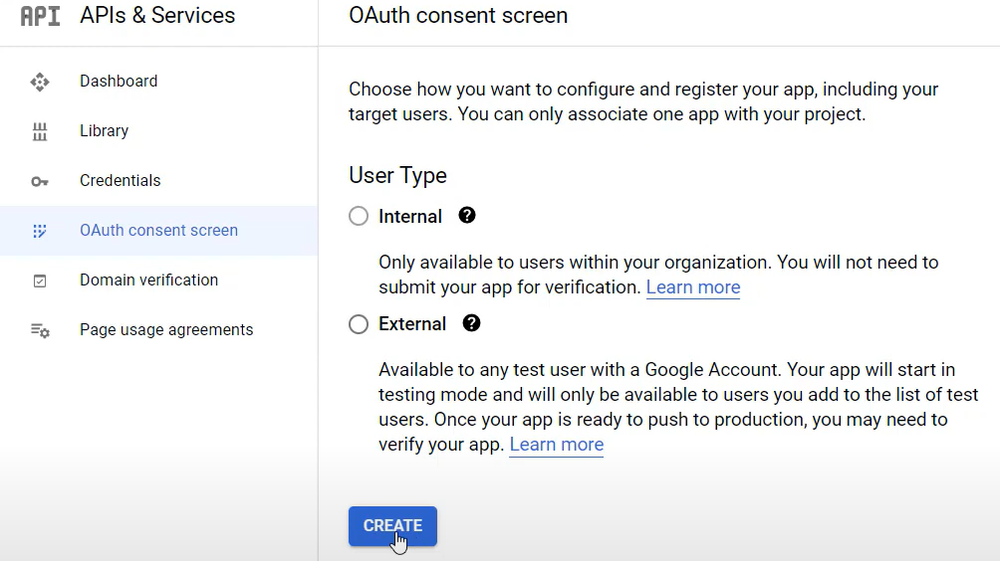 API APIs & Services
OAuth consent screen
Dashboard
Library
Credentials
OAuth consent screen
Domain verification
Page usage agreements
Choose how you want to configure and register your app, including your
target users. You can only associate one app with your project.
User Type
Internal ?
Only available to users within your organization. You will not need to
submit your app for verification. Learn more
External ?
Available to any test user with a Google Account. Your app will start in
testing mode and will only be available to users you add to the list of test
users. Once your app is ready to push to production, you may need to
verify your app. Learn more
CREATE